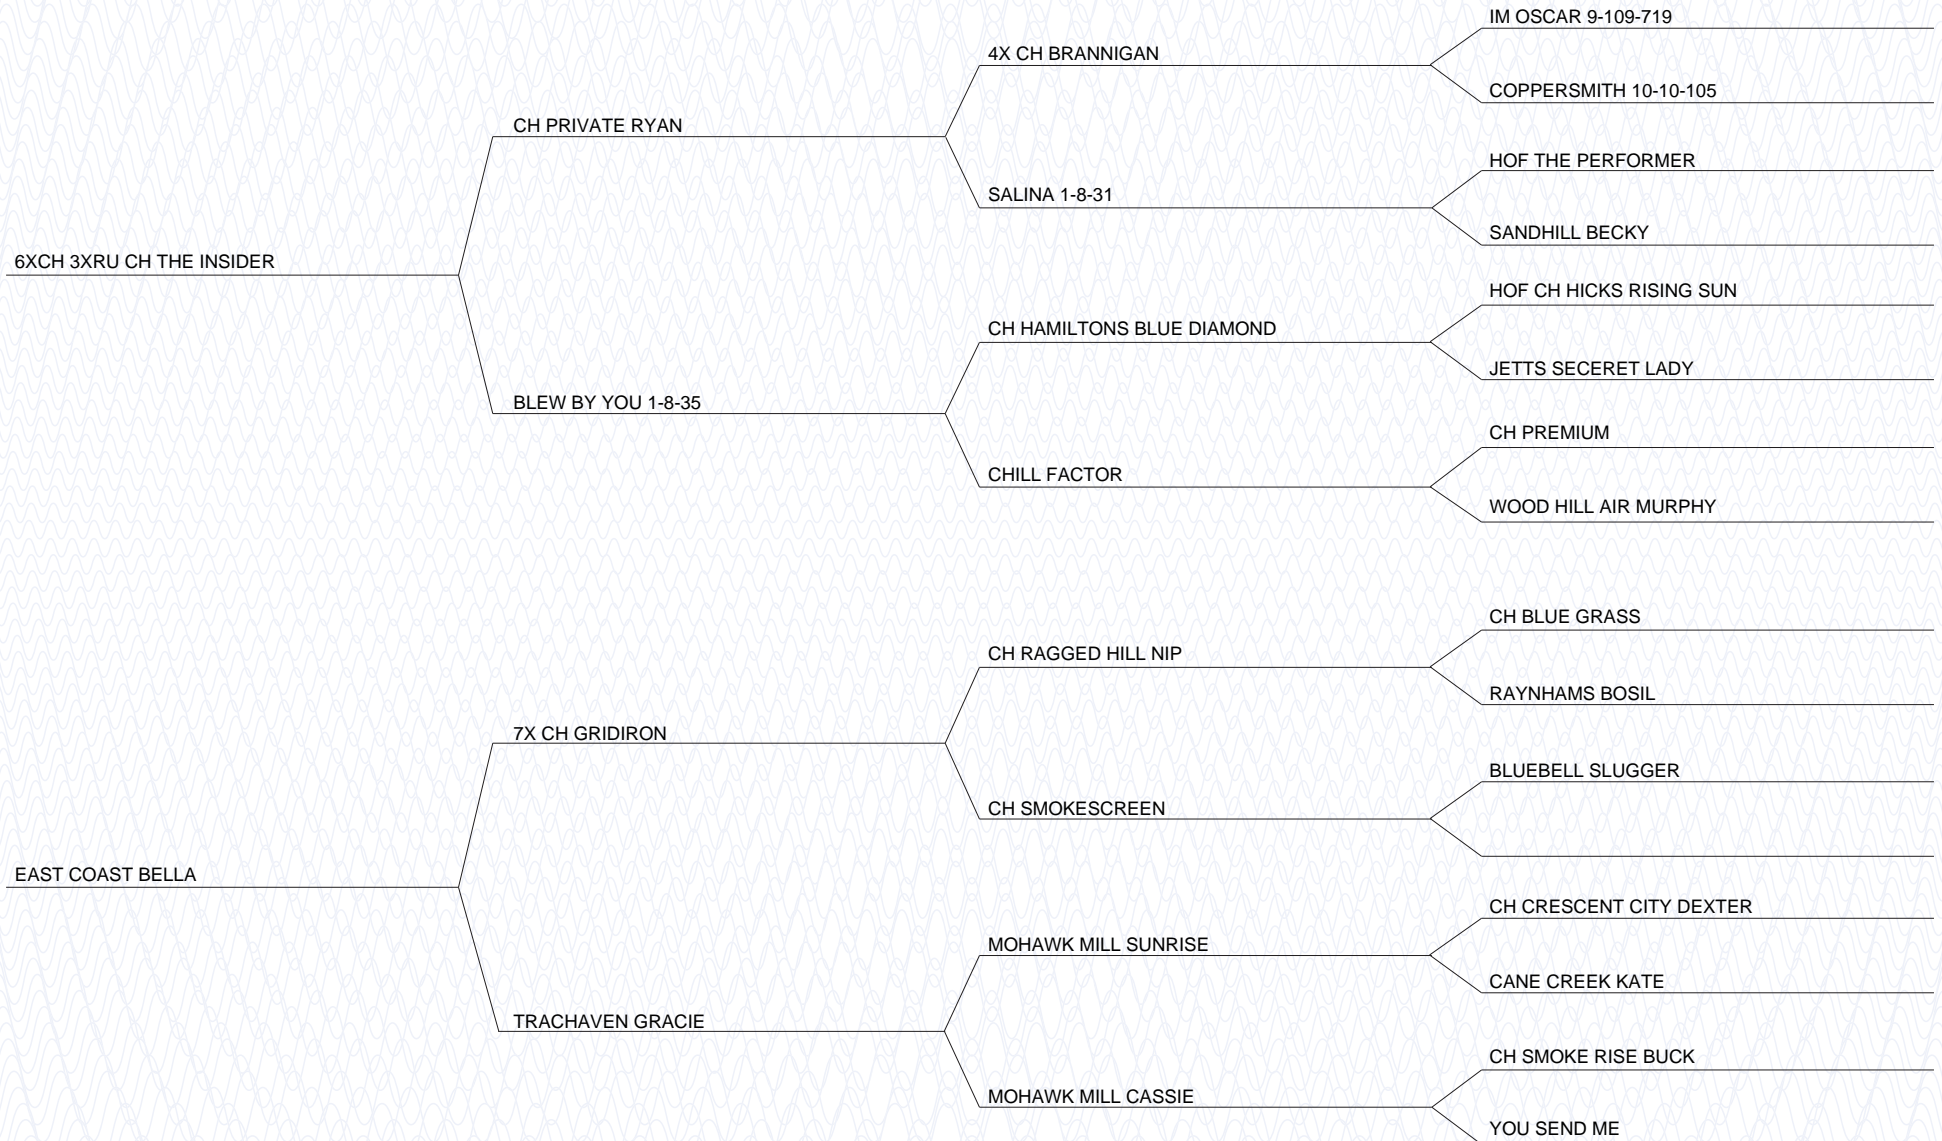 IM OSCAR 9-109-719
4X CH BRANNIGAN
COPPERSMITH 10-10-105
CH PRIVATE RYAN
HOF THE PERFORMER
SALINA 1-8-31
SANDHILL BECKY
6XCH 3XRU CH THE INSIDER
HOF CH HICKS RISING SUN
CH HAMILTONS BLUE DIAMOND
JETTS SECERET LADY
BLEW BY YOU 1-8-35
CH PREMIUM
CHILL FACTOR
WOOD HILL AIR MURPHY
CH BLUE GRASS
CH RAGGED HILL NIP
RAYNHAMS BOSIL
7X CH GRIDIRON
BLUEBELL SLUGGER
CH SMOKESCREEN
EAST COAST BELLA
CH CRESCENT CITY DEXTER
MOHAWK MILL SUNRISE
CANE CREEK KATE
TRACHAVEN GRACIE
CH SMOKE RISE BUCK
MOHAWK MILL CASSIE
YOU SEND ME